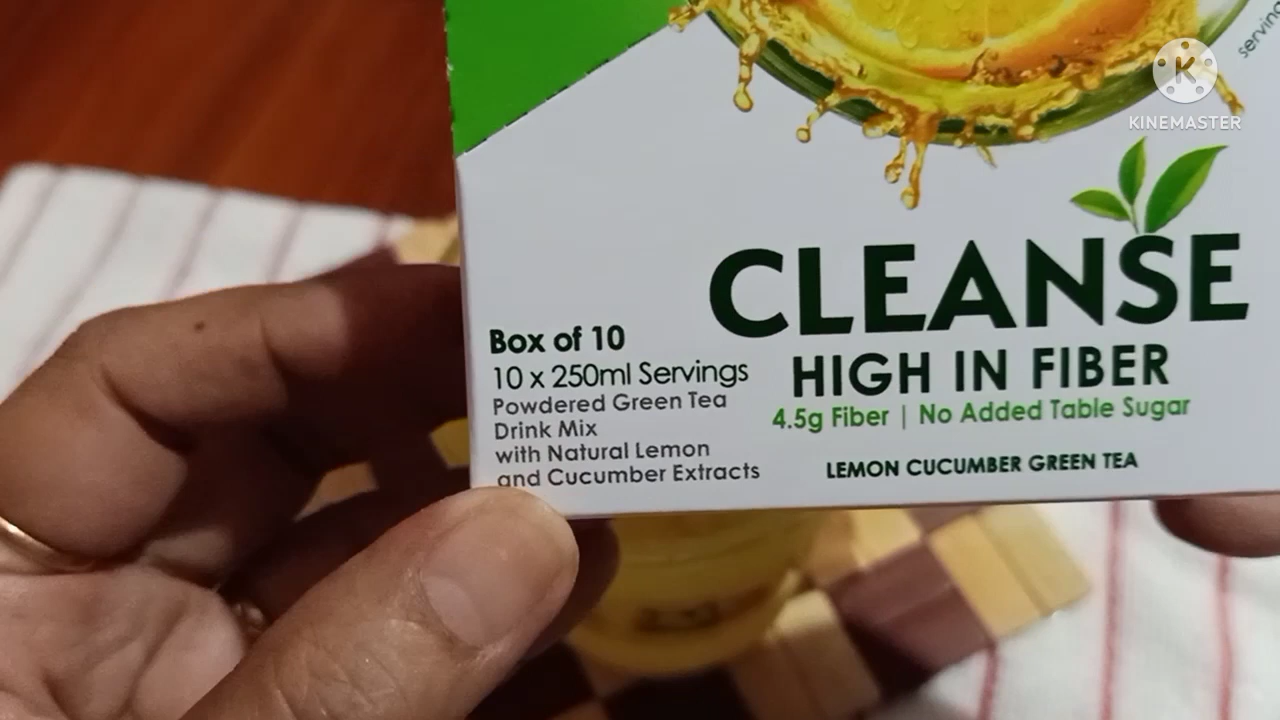 serving
KINEMASTER
CLEANSE
HIGH IN FIBER
4.5g Fiber | No Added Table Sugar
LEMON CUCUMBER GREEN TEA
Box of 10
10 x 250ml Servings
Powdered Green Tea
Drink Mix
with Natural Lemon
and Cucumber Extracts